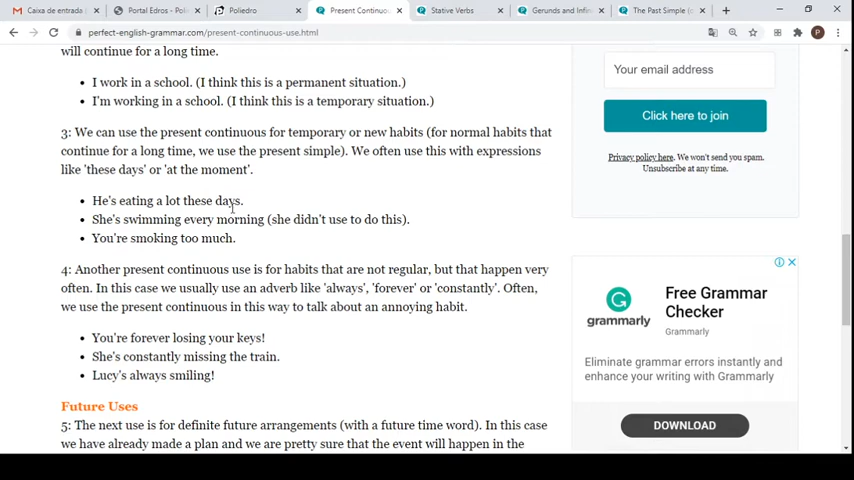 Caixa de entrada
Portal Edros - Poli
Poliedro
Present Continuou
Stative Verbs
Gerunds and Infin
The Past Simple (o
perfect-english-grammar.com/present-continuous-use.html
P
will continue for a long time.
• I work in a school. (I think this is a permanent situation.)
• I'm working in a school. (I think this is a temporary situation.)
3: We can use the present continuous for temporary or new habits (for normal habits that
continue for a long time, we use the present simple). We often use this with expressions
like 'these days' or 'at the moment'.
• He's eating a lot these days.
• She's swimming every morning (she didn't use to do this).
• You're smoking too much.
4: Another present continuous use is for habits that are not regular, but that happen very
often. In this case we usually use an adverb like 'always', 'forever' or 'constantly'. Often,
we use the present continuous in this way to talk about an annoying habit.
• You're forever losing your keys!
• She's constantly missing the train.
• Lucy's always smiling!
Future Uses
5: The next use is for definite future arrangements (with a future time word). In this case
we have already made a plan and we are pretty sure that the event will happen in the
Your email address
Click here to join
Privacy policy here. We won't send you spam.
Unsubscribe at any time.
grammarly
Free Grammar
Checker
Grammarly
Eliminate grammar errors instantly and
enhance your writing with Grammarly
DOWNLOAD